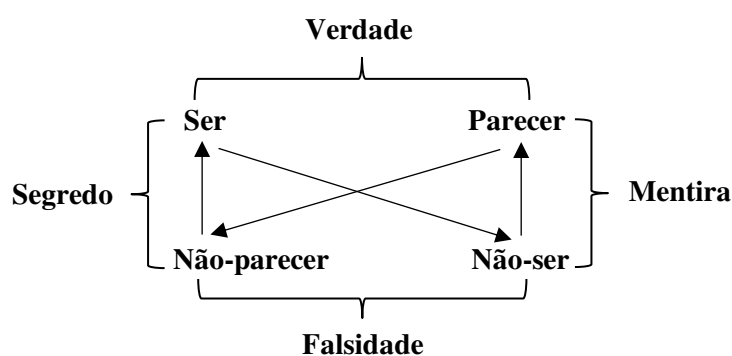 Verdade
Ser Parecer
Segredo Mentira
Não-parecer Não-ser
Falsidade